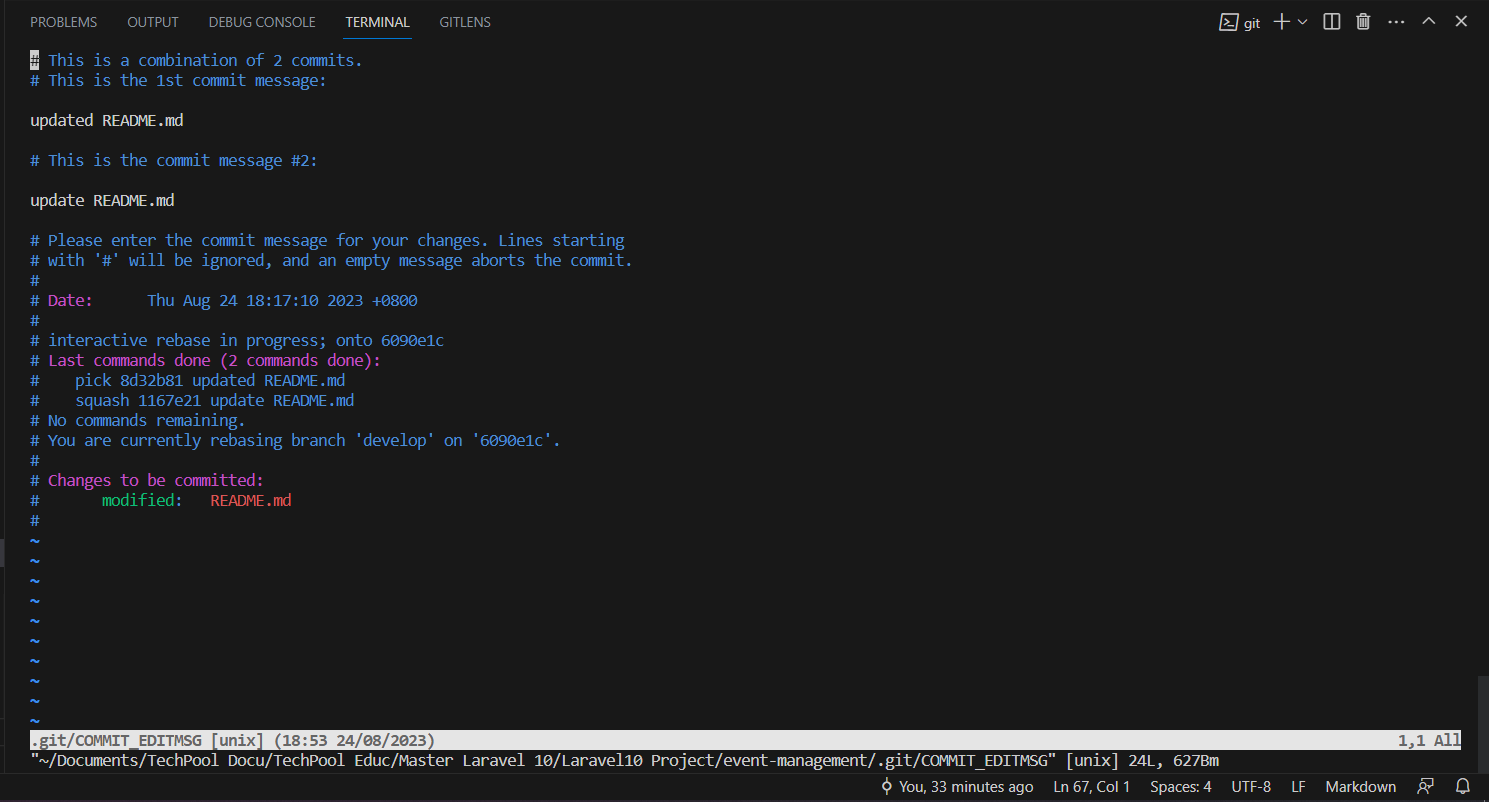 PROBLEMS OUTPUT DEBUG CONSOLE TERMINAL GITLENS git
# This is a combination of 2 commits.
# This is the 1st commit message:
updated README.md
# This is the commit message #2:
update README.md
# Please enter the commit message for your changes. Lines starting
# with '#' will be ignored, and an empty message aborts the commit.
#
# Date:      Thu Aug 24 18:17:10 2023 +0800
#
# interactive rebase in progress; onto 6090e1c
# Last commands done (2 commands done):
#    pick 8d32b81 updated README.md
#    squash 1167e21 update README.md
# No commands remaining.
# You are currently rebasing branch 'develop' on '6090e1c'.
#
# Changes to be committed:
#       modified:   README.md
#
~
~
~
~
~
~
~
~
~
~
.git/COMMIT_EDITMSG [unix] (18:53 24/08/2023) 1,1 All
"~/Documents/TechPool Docu/TechPool Educ/Master Laravel 10/Laravel10 Project/event-management/.git/COMMIT_EDITMSG" [unix] 24L, 627Bm
You, 33 minutes ago Ln 67, Col 1 Spaces: 4 UTF-8 LF Markdown